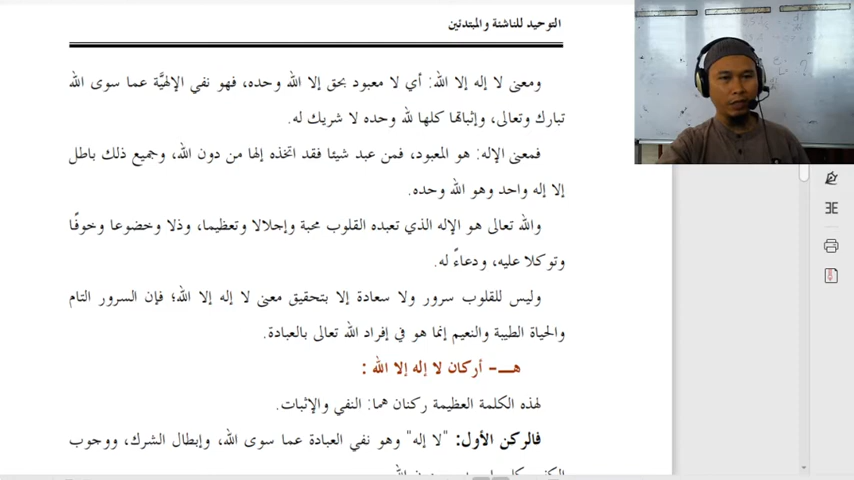 التوحيد للناشئة والمبتدئين
ومعنى لا إله إلا الله: أي لا معبود بحق إلا الله وحده، فهو نفي الإلهيَّة عما سوى الله
تبارك وتعالى، وإثباتها كلها لله وحده لا شريك له.
فمعنى الإله: هو المعبود، فمن عبد شيئا فقد اتخذه إلها من دون الله، وجميع ذلك باطل
إلا إله واحد وهو الله وحده.
والله تعالى هو الإله الذي تعبده القلوب محبة وإجلالا وتعظيما، وذلا وخضوعا وخوفًا
وتوكلا عليه، ودعاءً له.
وليس للقلوب سرور ولا سعادة إلا بتحقيق معنى لا إله إلا الله؛ فإن السرور التام
والحياة الطيبة والنعيم إنما هو في إفراد الله تعالى بالعبادة.
هـ– أركان لا إله إلا الله :
لهذه الكلمة العظيمة ركنان هما: النفي والإثبات.
فالركن الأول: "لا إله" وهو نفي العبادة عما سوى الله، وإبطال الشرك، ووجوب